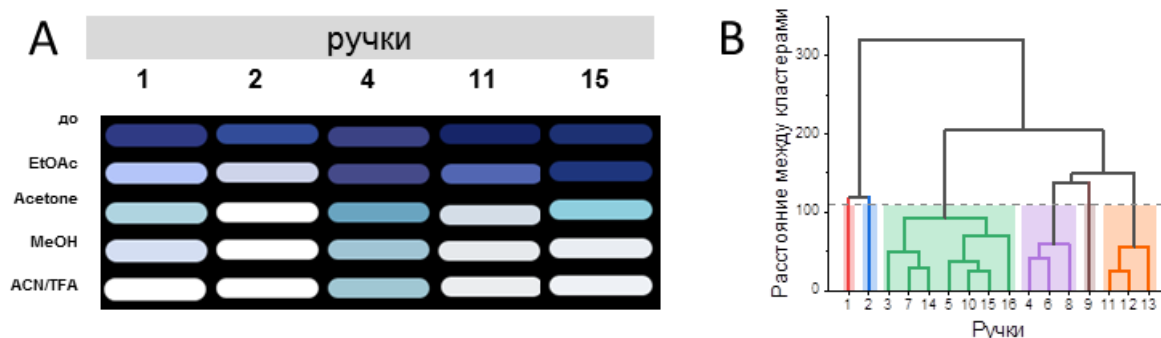 A
ручки
1 2 4 11 15
до
EtOAc
Acetone
MeOH
ACN/TFA
B
Расстояние между кластерами
300
200
100
0
1 2 3 7 14 5 10 15 16 4 6 8 9 11 12 13
Ручки